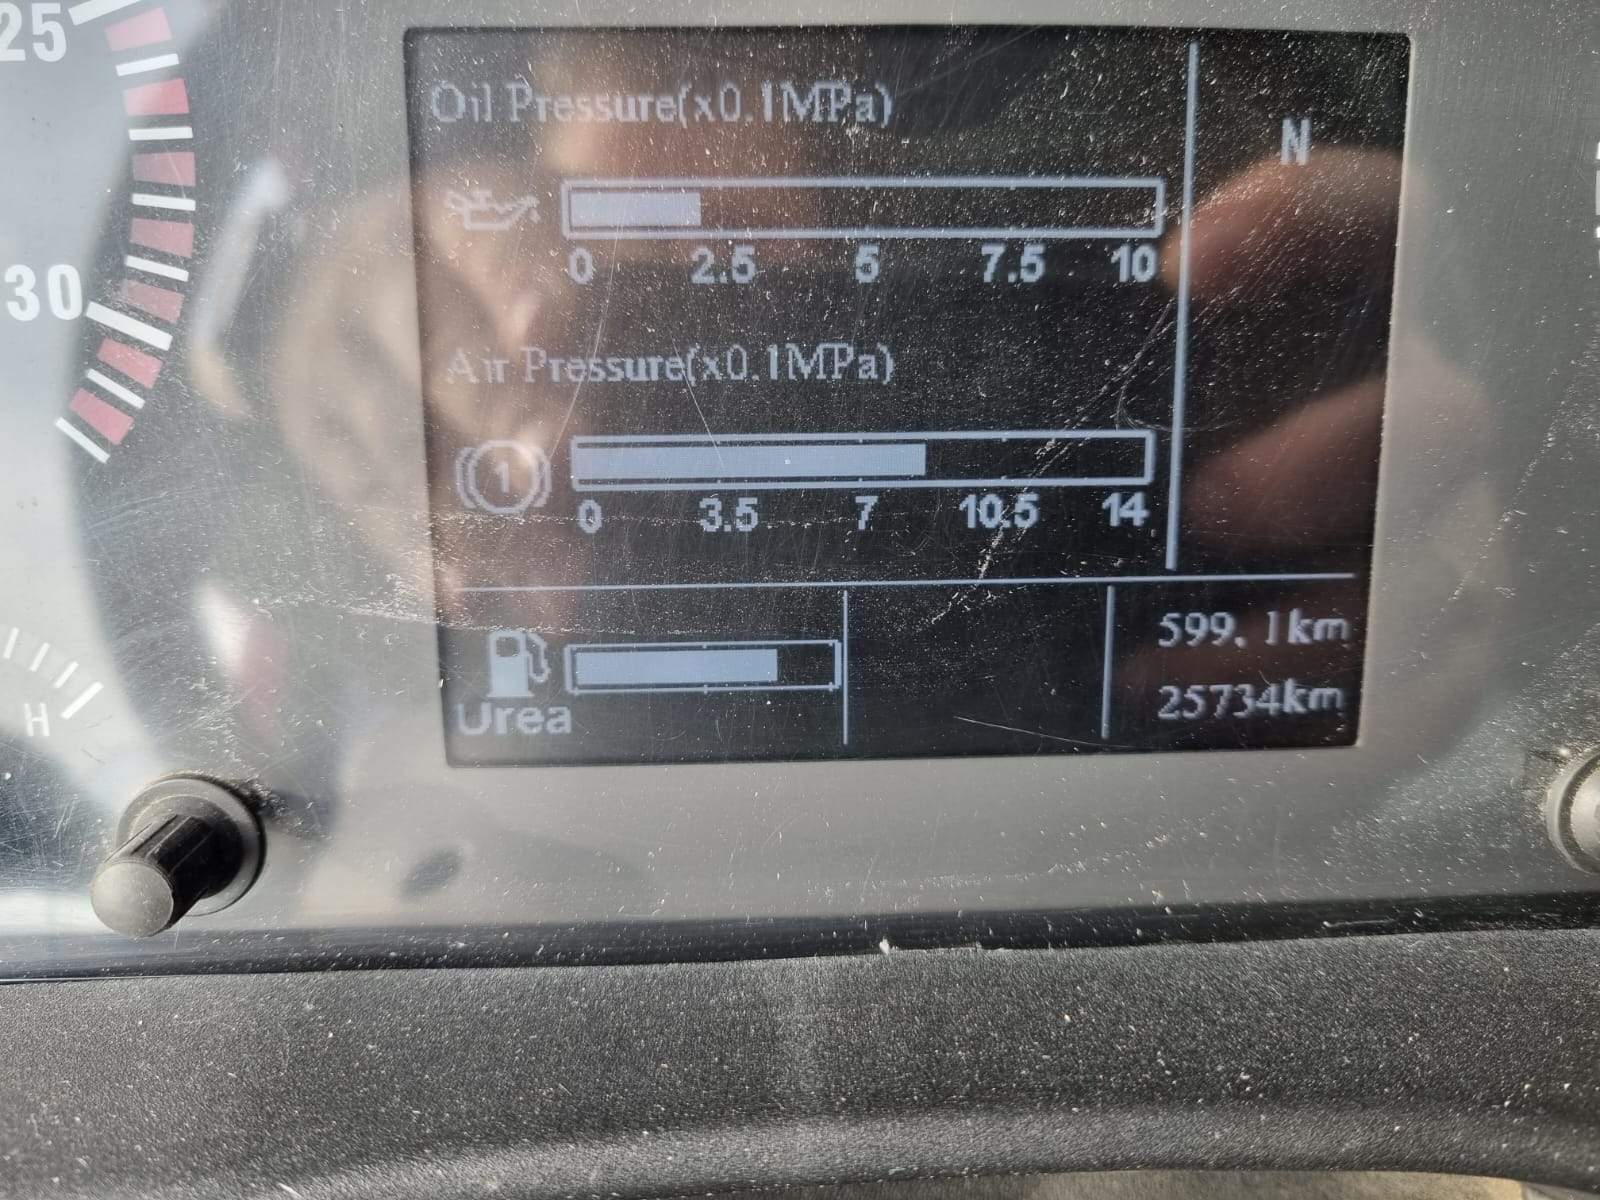 25
30
H
Oil Pressure(x0.1MPa)
N
0 2.5 5 7.5 10
Air Pressure(x0.1MPa)
1
0 3.5 7 10.5 14
599.1km
Urea
25734km